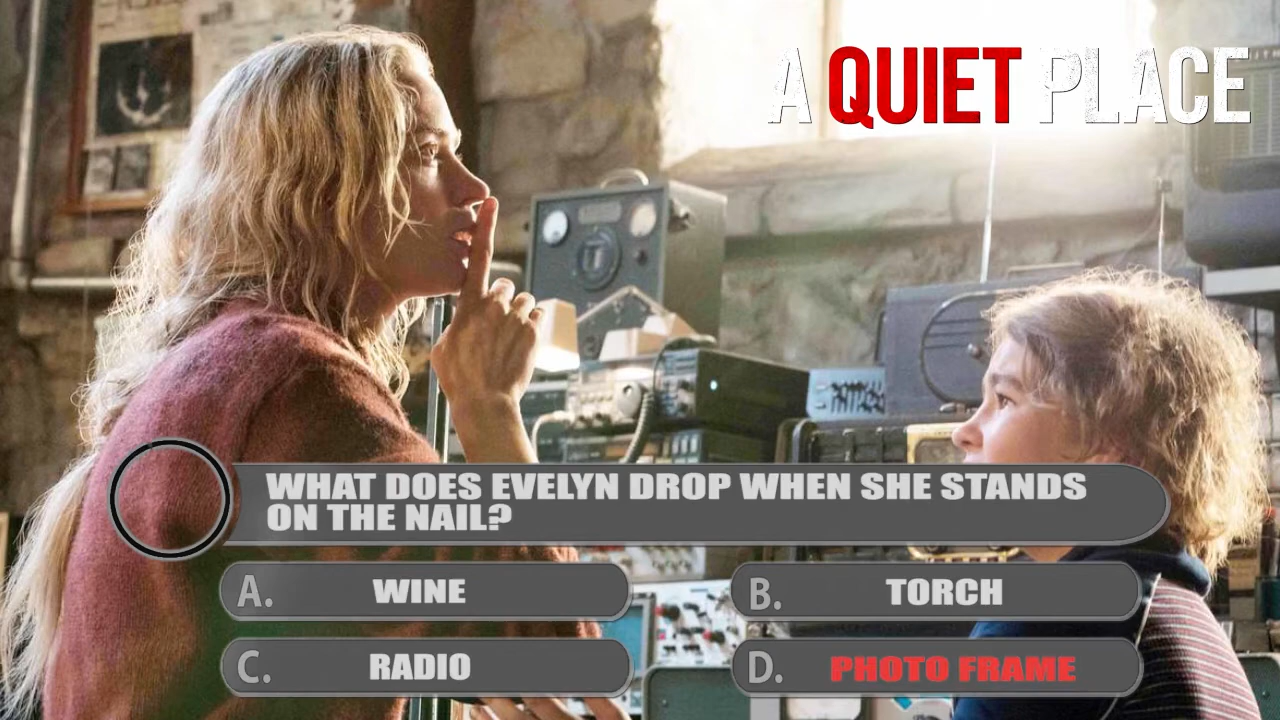 A QUIET PLACE
WHAT DOES EVELYN DROP WHEN SHE STANDS
ON THE NAIL?
A. WINE
B. TORCH
C. RADIO
D. PHOTO FRAME